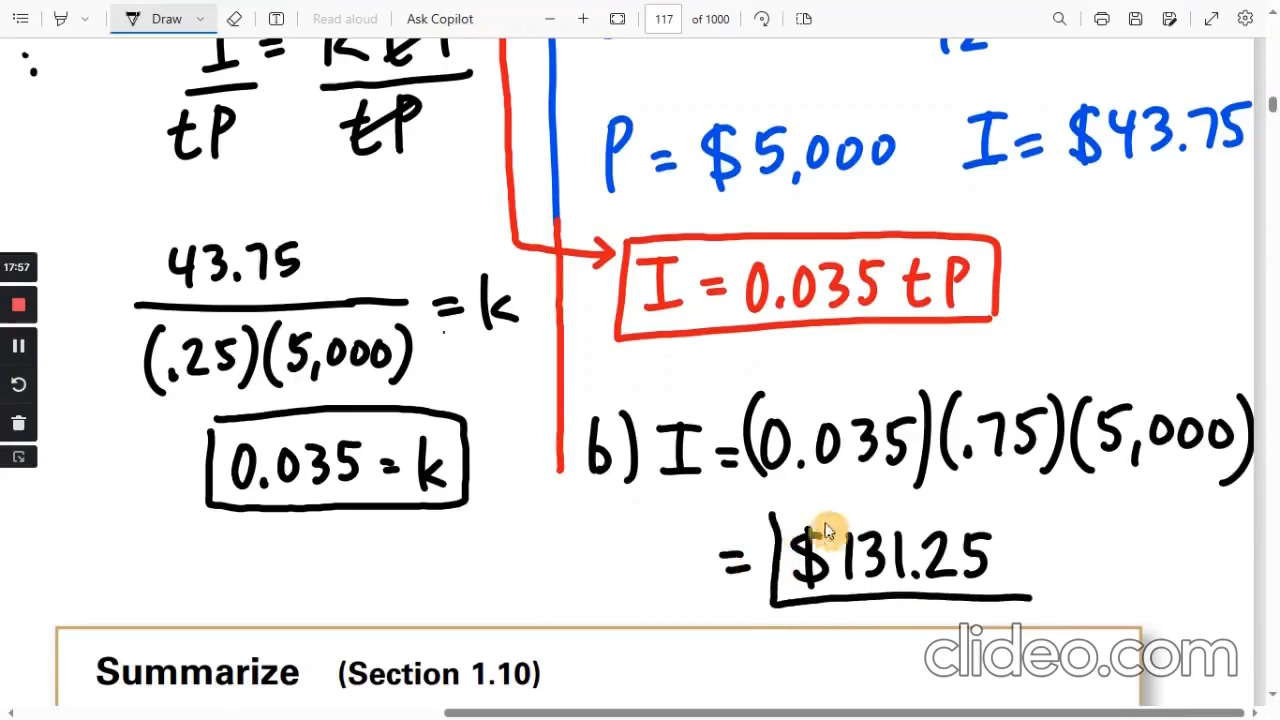 Draw
Read aloud
Ask Copilot
117 of 1000
I = k t P
tP tP
12
P = $5,000 I = $43.75
17:57
43.75
(.25)(5,000) = k
I = 0.035 t P
0.035 = k
b) I = (0.035)(.75)(5,000)
= $131.25
clideo.com
Summarize (Section 1.10)